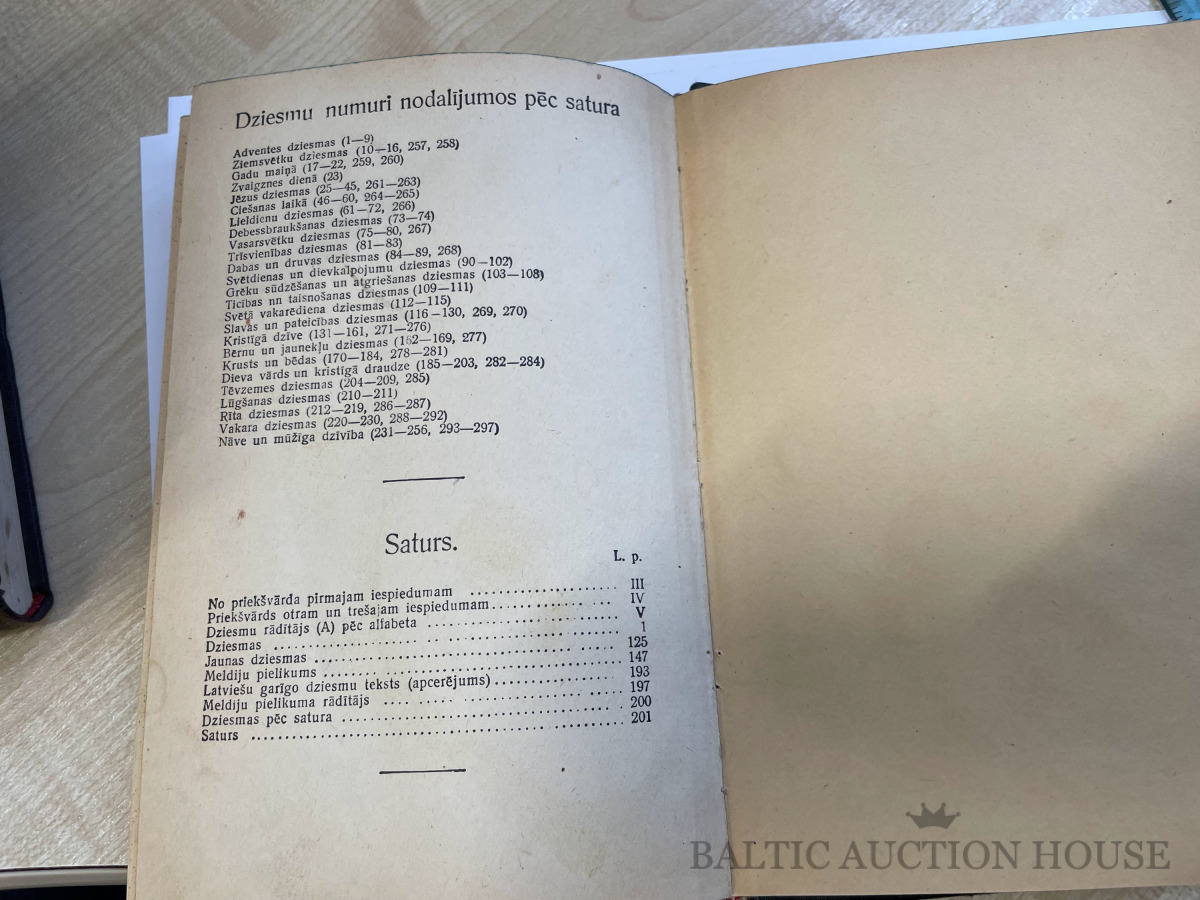 Dziesmu numuri nodalījumos pēc satura
Adventes dziesmas (1—9)
Ziemsvētku dziesmas (10—16, 257, 258)
Gadu maiņā (17—22, 259, 260)
Zvaigznes dienā (23)
Jēzus dziesmas (25—45, 261—263)
Ciešanas laikā (46—60, 264—265)
Lieldienu dziesmas (61—72, 266)
Debessbraukšanas dziesmas (73—74)
Vasarsvētku dziesmas (75—80, 267)
Trīsvienības dziesmas (81—83)
Dabas un druvas dziesmas (84—89, 268)
Svētdienas un dievkalpojumu dziesmas (90—102)
Grēku sūdzēšanas un atgriešanas dziesmas (103—108)
Ticības nn taisnošanas dziesmas (109—111)
Svētā vakarēdiena dziesmas (112—115)
Slavas un pateicības dziesmas (116—130, 269, 270)
Kristīgā dzīve (131—161, 271—276)
Bērnu un jaunekļu dziesmas (162—169, 277)
Krusts un bēdas (170—184, 278—281)
Dieva vārds un kristīgā draudze (185—203, 282—284)
Tēvzemes dziesmas (204—209, 285)
Lūgšanas dziesmas (210—211)
Rīta dziesmas (212—219, 286—287)
Vakara dziesmas (220—230, 288—292)
Nāve un mūžīga dzīvība (231—256, 293—297)
Saturs.
L. p.
No priekšvārda pirmajam iespiedumam III
Priekšvārds otram un trešajam iespiedumam IV
Dziesmu rādītājs (A) pēc alfabeta V
Dziesmas 1
Jaunas dziesmas 125
Meldiju pielikums 147
Latviešu garīgo dziesmu teksts (apcerējums) 193
Meldiju pielikuma rādītājs 197
Dziesmas pēc satura 200
Saturs 201
BALTIC AUCTION HOUSE